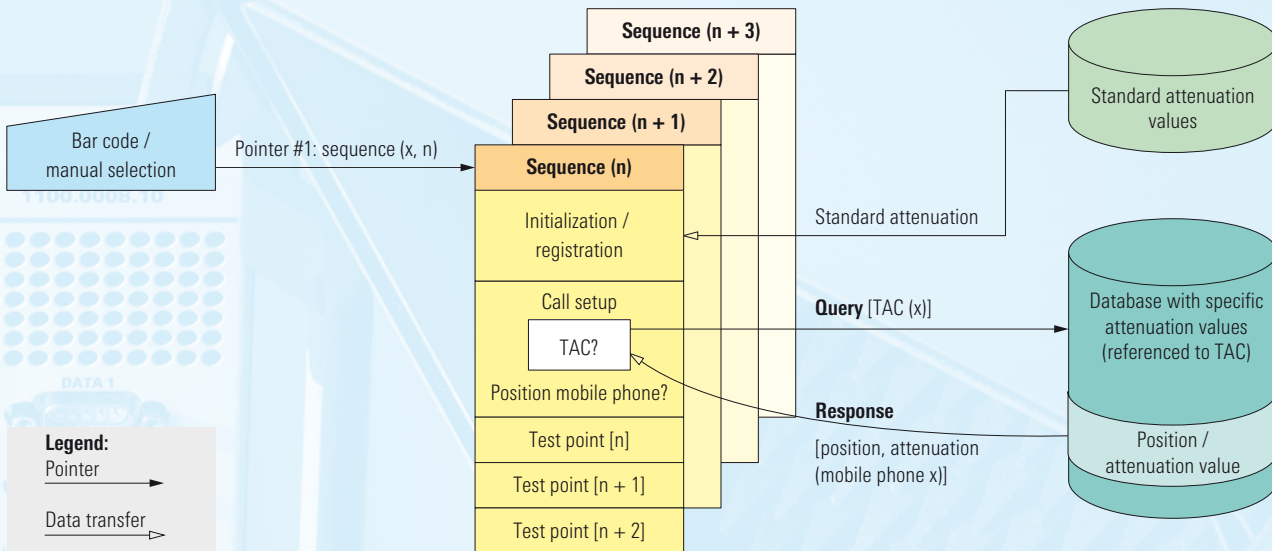 Sequence (n + 3)
Sequence (n + 2)
Sequence (n + 1)
Sequence (n)
Bar code /
manual selection
Pointer #1: sequence (x, n)
1100.0008.10
Initialization /
registration
Call setup
TAC?
Position mobile phone?
Test point [n]
Test point [n + 1]
Test point [n + 2]
Standard attenuation
values
Standard attenuation
Query [TAC (x)]
Database with specific
attenuation values
(referenced to TAC)
Response
[position, attenuation
(mobile phone x)]
Position /
attenuation value
DATA 1
Legend:
Pointer
Data transfer